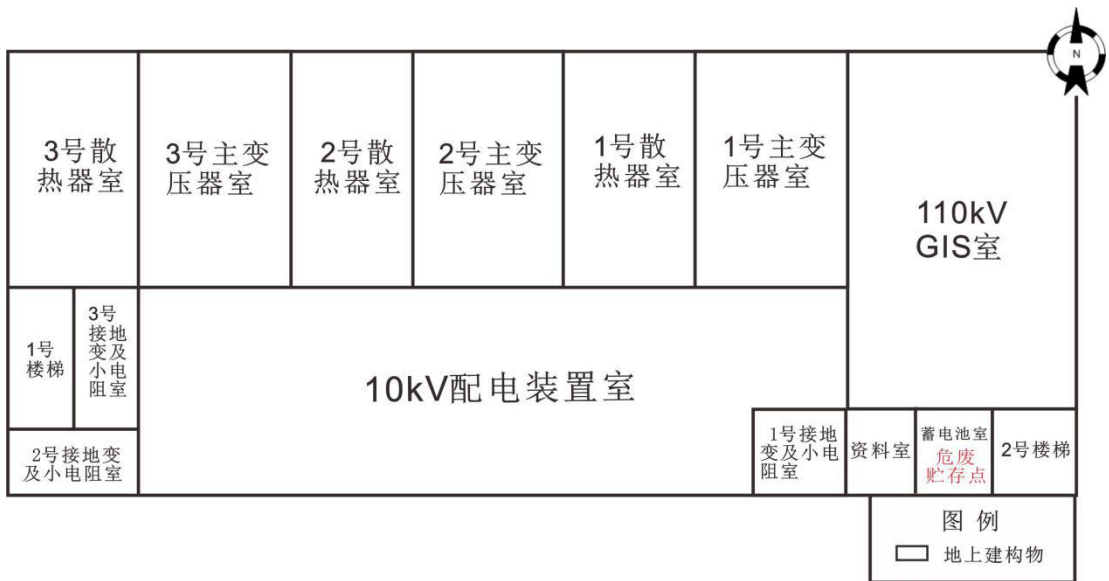 N
3号散
热器室
3号主变
压器室
2号散
热器室
2号主变
压器室
1号散
热器室
1号主变
压器室
110kV
GIS室
1号
楼梯
3号
接地
变及
小电
阻室
2号接地变
及小电阻室
10kV配电装置室
1号接地
变及小电
阻室
资料室
蓄电池室
危废
贮存点
2号楼梯
图例
地上建构物